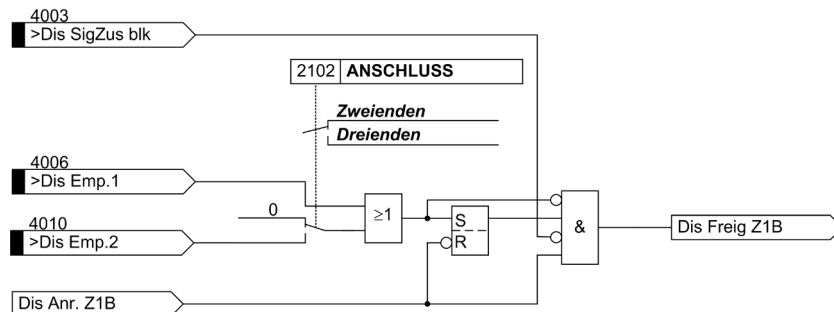 4003
>Dis SigZus blk
2102 ANSCHLUSS
Zweienden
Dreienden
4006
>Dis Emp.1
0
4010
>Dis Emp.2
≥1
S
R
&
Dis Freig Z1B
Dis Anr. Z1B